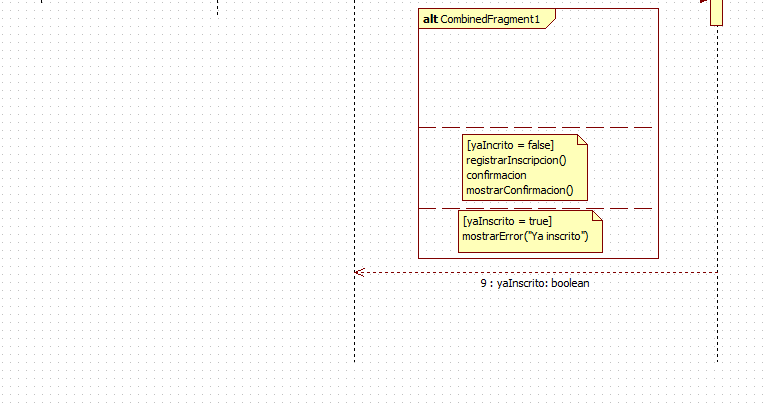 alt CombinedFragment1
[yaIncrito = false]
registrarInscripcion()
confirmacion
mostrarConfirmacion()
[yaInscrito = true]
mostrarError("Ya inscrito")
9 : yaInscrito: boolean